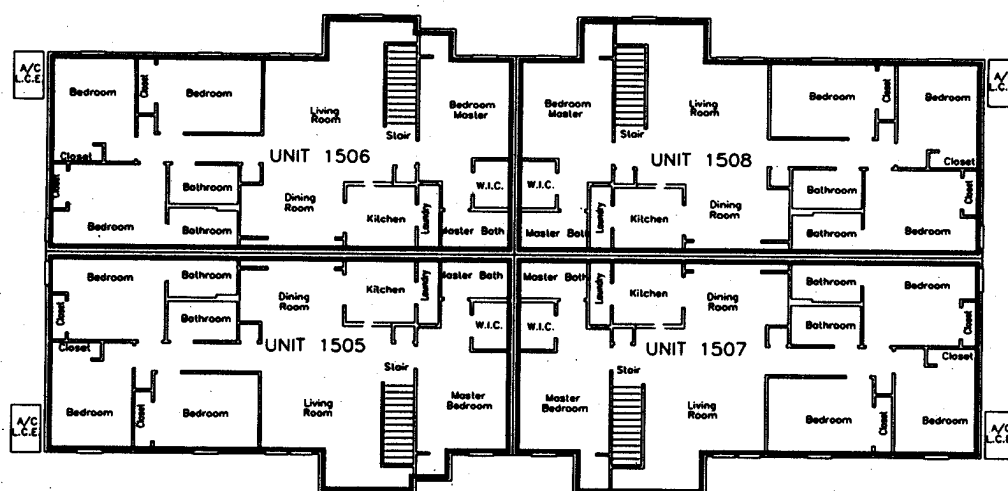 A/C
L.C.E.
Bedroom
Closet
Bedroom
Living
Room
Stair
Bedroom
Master
Closet
UNIT 1506
Closet
Bathroom
W.I.C.
Dining
Room
Kitchen
Laundry
Bedroom
Bathroom
Master Bath
Bedroom
Master
Stair
Living
Room
Bedroom
Closet
Bedroom
A/C
L.C.E.
UNIT 1508
Closet
W.I.C.
Bathroom
Closet
Laundry
Kitchen
Dining
Room
Master Bath
Bathroom
Bedroom
Bedroom
Bathroom
Dining
Room
Kitchen
Laundry
Master Bath
Closet
Bathroom
W.I.C.
Closet
UNIT 1505
Stair
Bedroom
Closet
Bedroom
Living
Room
Master
Bedroom
A/C
L.C.E.
Master Bath
Laundry
Kitchen
Dining
Room
Bathroom
Bedroom
W.I.C.
Bathroom
Closet
UNIT 1507
Closet
Stair
Master
Bedroom
Living
Room
Bedroom
Closet
Bedroom
A/C
L.C.E.